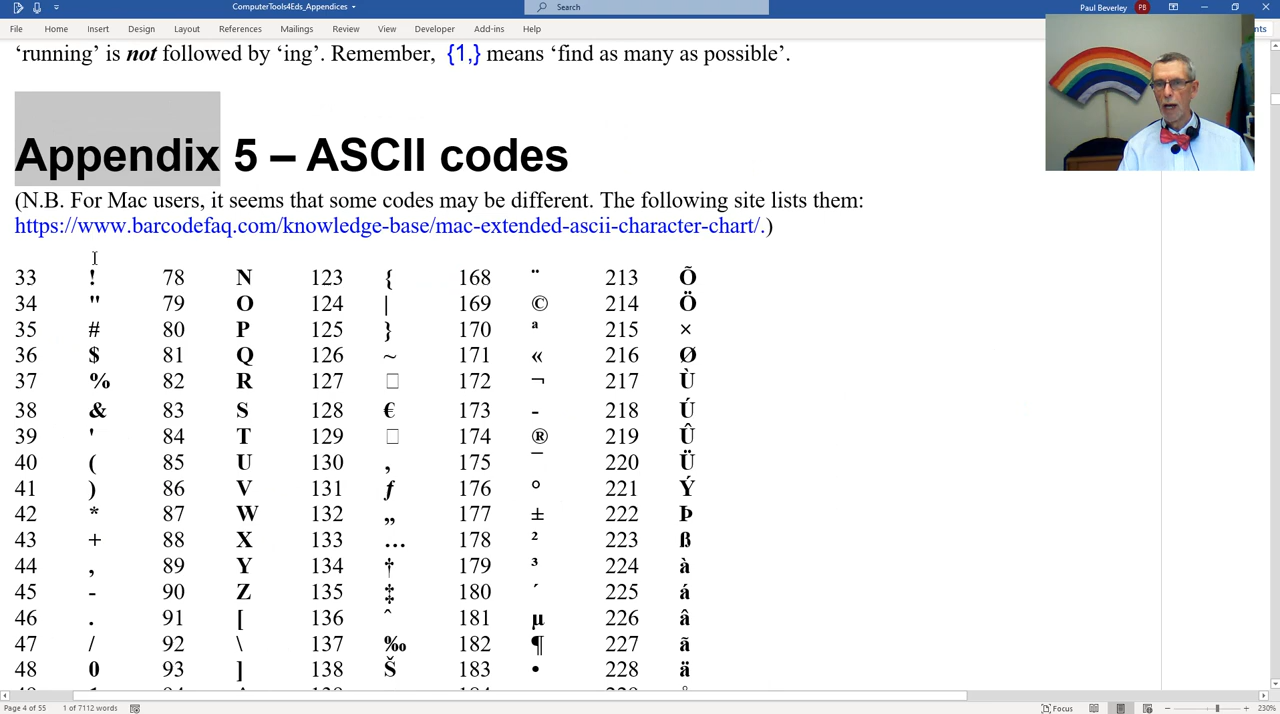 ComputerTools4Eds_Appendices
Search
Paul Beverley PB
File Home Insert Draw Design Layout References Mailings Review View Developer Add-ins Help
‘running’ is not followed by ‘ing’. Remember, {1,} means ‘find as many as possible’.
Appendix 5 – ASCII codes
(N.B. For Mac users, it seems that some codes may be different. The following site lists them:
https://www.barcodefaq.com/knowledge-base/mac-extended-ascii-character-chart/.)
33 ! 78 N 123 { 168 ¨ 213 Õ
34 " 79 O 124 | 169 © 214 Ö
35 # 80 P 125 } 170 ª 215 ×
36 $ 81 Q 126 ~ 171 « 216 Ø
37 % 82 R 127 □ 172 ¬ 217 Ù
38 & 83 S 128 € 173 - 218 Ú
39 ' 84 T 129 □ 174 ® 219 Û
40 ( 85 U 130 ‚ 175 ¯ 220 Ü
41 ) 86 V 131 ƒ 176 ° 221 Ý
42 * 87 W 132 „ 177 ± 222 Þ
43 + 88 X 133 … 178 ² 223 ß
44 , 89 Y 134 † 179 ³ 224 à
45 - 90 Z 135 ‡ 180 ´ 225 á
46 . 91 [ 136 ˆ 181 µ 226 â
47 / 92 \ 137 ‰ 182 ¶ 227 ã
48 0 93 ] 138 Š 183 • 228 ä
Page 4 of 55 1 of 7112 words Focus 230%